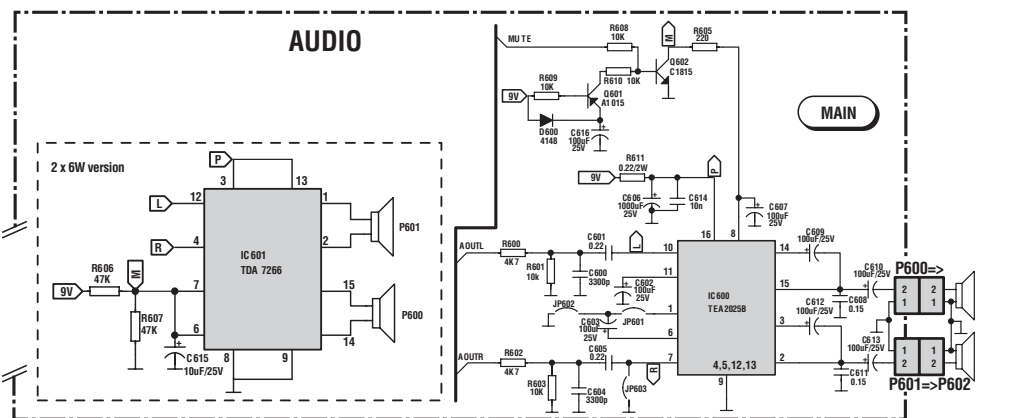 AUDIO
MAIN
2 x 6W version
P
3
13
12
L
1
P601
R
4
2
IC601
TDA 7266
R606
47K
M
9V
7
15
P600
R607
47K
6
14
8
9
C615
10uF/25V
MUTE
R608
10K
M
R605
220
Q602
C1815
R610 10K
R609
10K
9V
Q601
A1015
D600
4148
C616
100uF
25V
R611
0.22/2W
9V
P
C606
1000uF
25V
C614
10n
C607
100uF
25V
16
8
AOUTL
R600
4K7
R601
10k
C601
0.22
L
10
C600
3300p
11
C602
100uF
25V
JP602
1
C603
100uF
25V
JP601
6
IC600
TEA2025B
14
C609
100uF/25V
15
C610
100uF/25V
P600=>
2
2
1
1
C608
0.15
C612
100uF/25V
3
C613
100uF/25V
1
1
2
2
2
C611
0.15
P601=>P602
AOUTR
R602
4K7
C605
0.22
7
R603
10K
C604
3300p
JP603
R
4,5,12,13
9